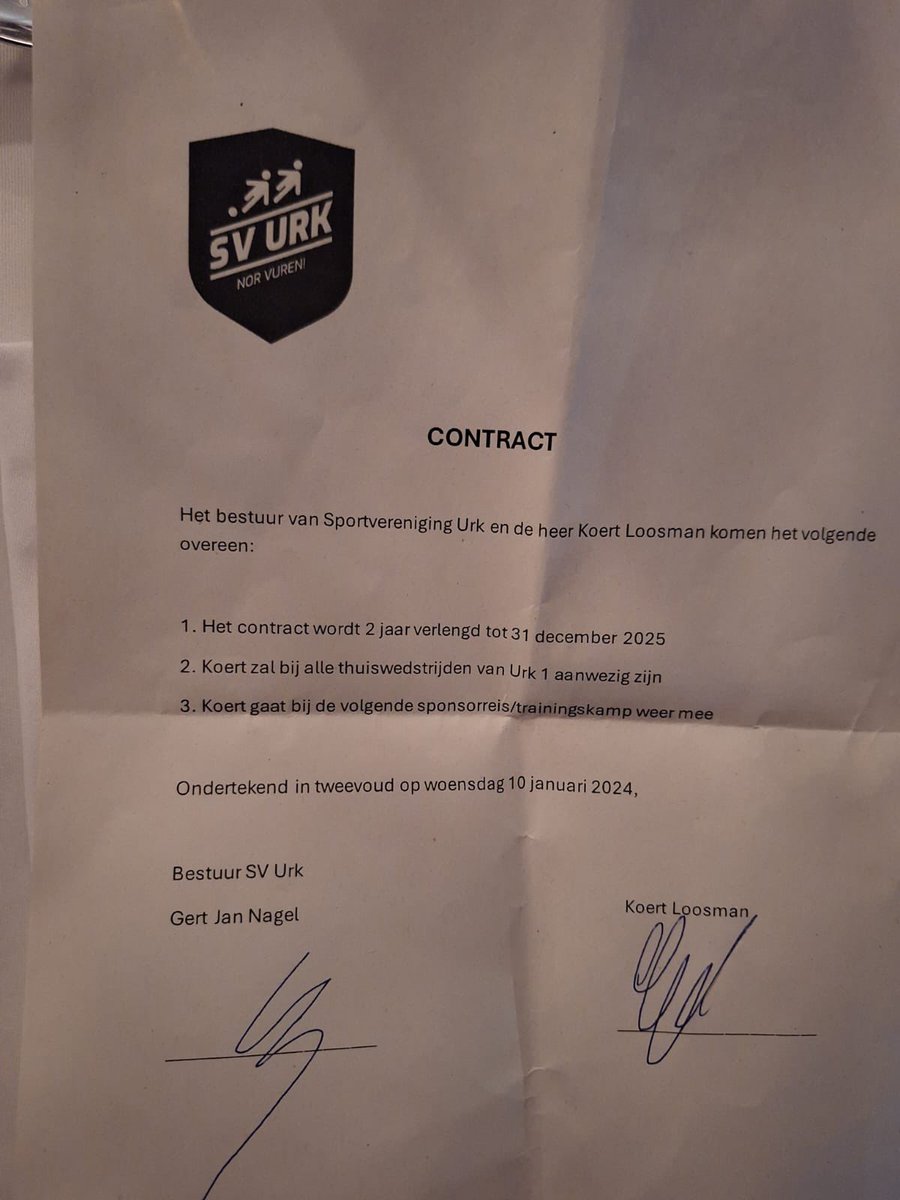 SV URK
NOR VUREN!
CONTRACT
Het bestuur van Sportvereniging Urk en de heer Koert Loosman komen het volgende
overeen:
1. Het contract wordt 2 jaar verlengd tot 31 december 2025
2. Koert zal bij alle thuiswedstrijden van Urk 1 aanwezig zijn
3. Koert gaat bij de volgende sponsorreis/trainingskamp weer mee
Ondertekend in tweevoud op woensdag 10 januari 2024,
Bestuur SV Urk
Gert Jan Nagel
Koert Loosman